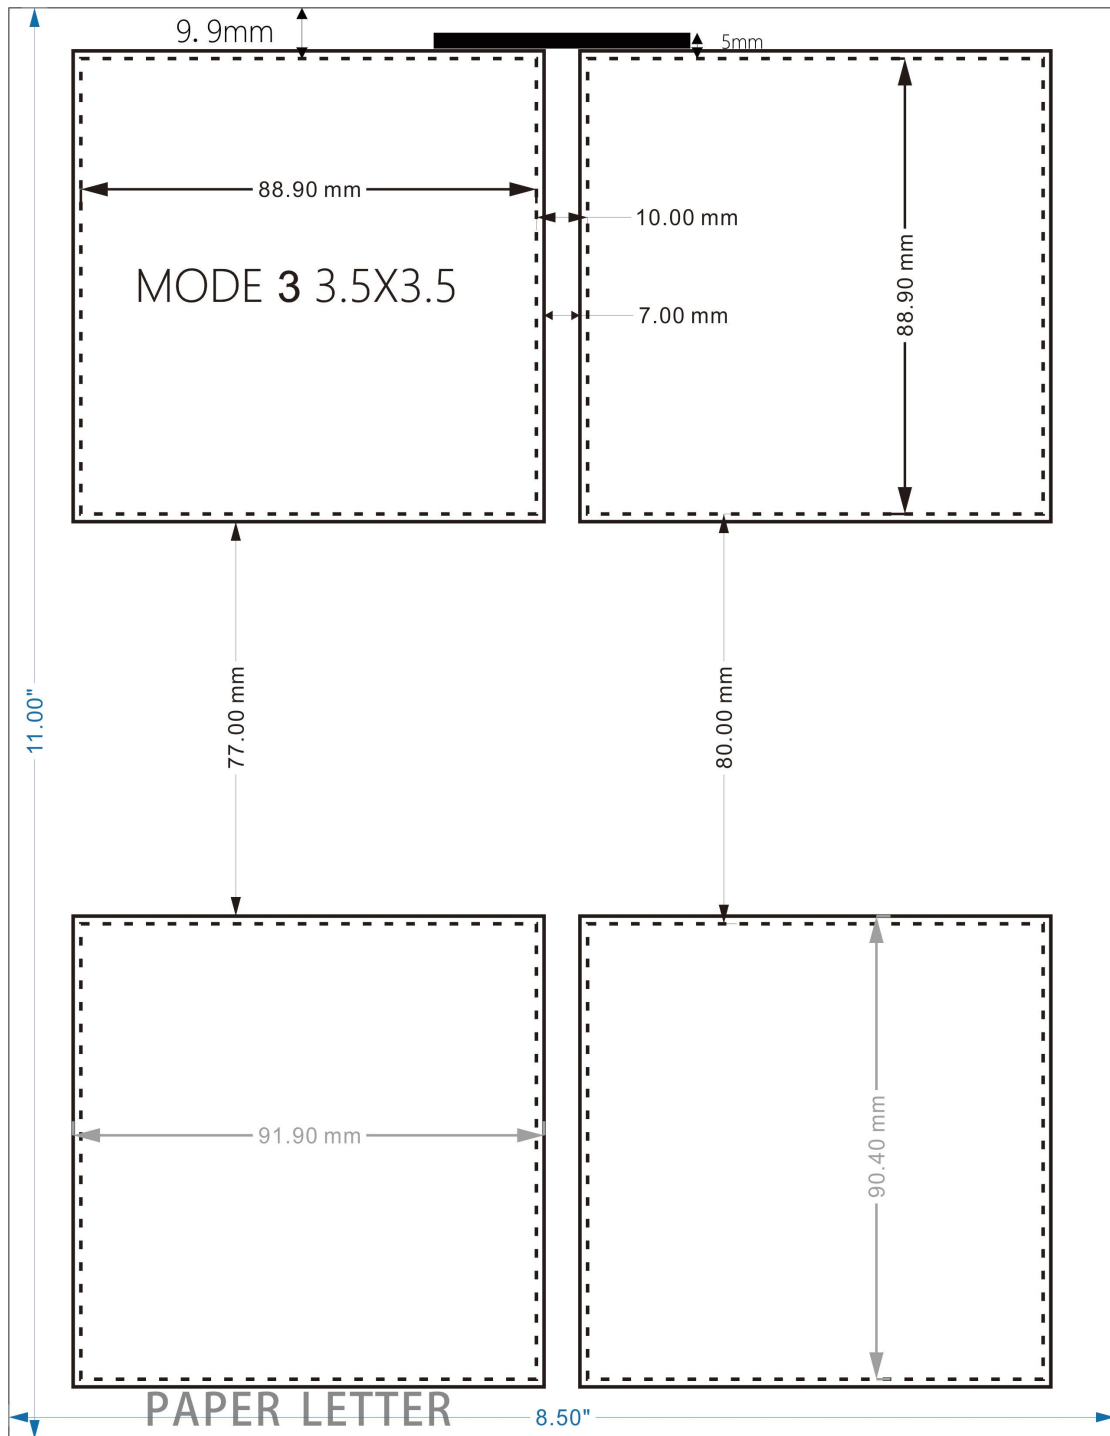 9. 9mm
5mm
88.90 mm
10.00 mm
MODE 3 3.5X3.5
88.90 mm
7.00 mm
77.00 mm
80.00 mm
11.00"
91.90 mm
90.40 mm
PAPER LETTER
8.50"